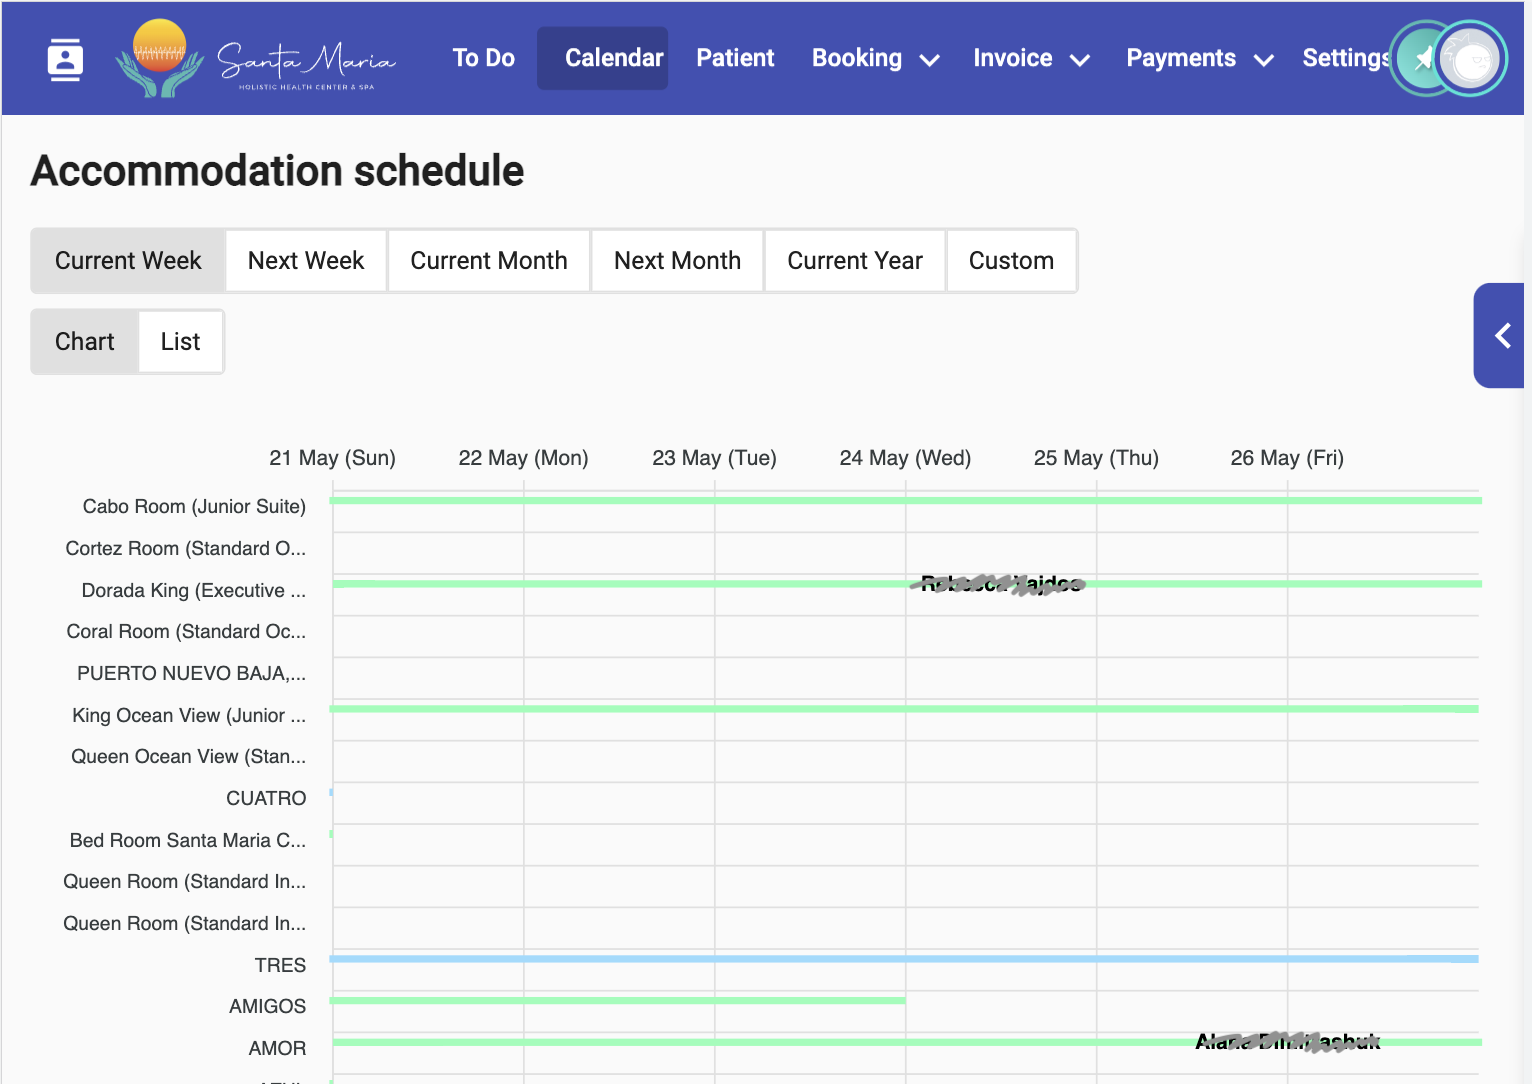 Santa Maria
HOLISTIC HEALTH CENTER & SPA
To Do Calendar Patient Booking Invoice Payments Settings
Accommodation schedule
Current Week Next Week Current Month Next Month Current Year Custom
Chart List
21 May (Sun) 22 May (Mon) 23 May (Tue) 24 May (Wed) 25 May (Thu) 26 May (Fri)
Cabo Room (Junior Suite)
Cortez Room (Standard O...
Dorada King (Executive ...
Coral Room (Standard Oc...
PUERTO NUEVO BAJA,...
King Ocean View (Junior ...
Queen Ocean View (Stan...
CUATRO
Bed Room Santa Maria C...
Queen Room (Standard In...
Queen Room (Standard In...
TRES
AMIGOS
AMOR